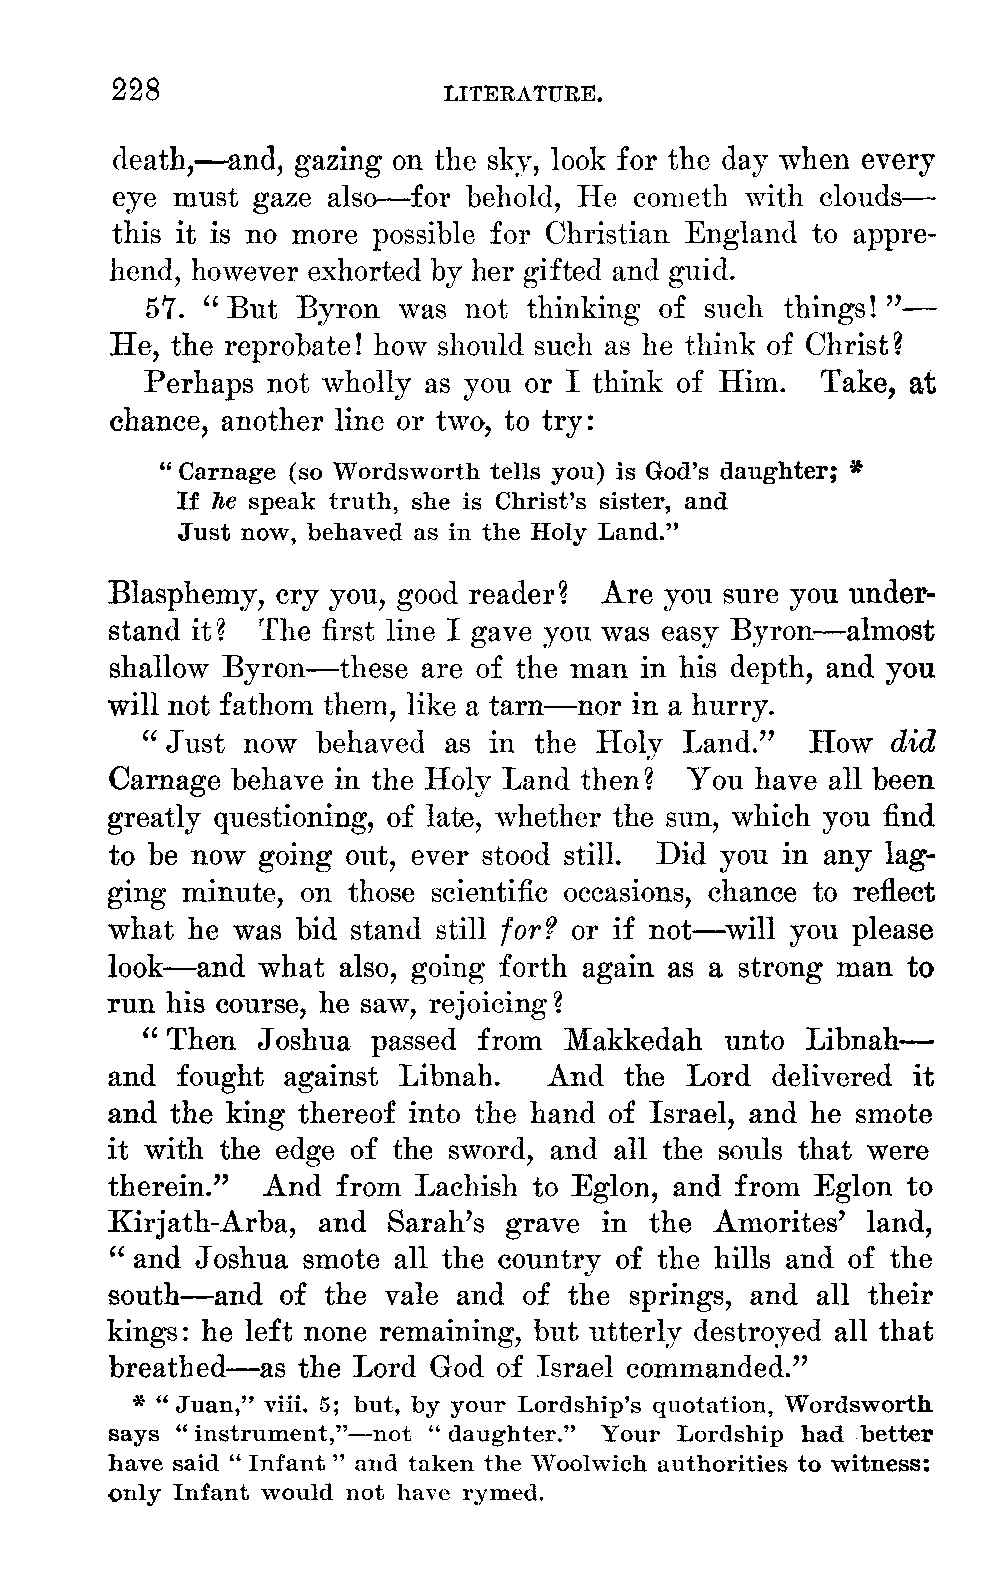 228 LITERATURE.
death,—and, gazing on the sky, look for the day when every
eye must gaze also—for behold, He cometh with clouds—
this it is no more possible for Christian England to appre-
hend, however exhorted by her gifted and guid.
57. "But Byron was not thinking of such things!"—
He, the reprobate! how should such as he think of Christ?
Perhaps not wholly as you or I think of Him. Take, at
chance, another line or two, to try:
"Carnage (so Wordsworth tells you) is God's daughter; *
If he speak truth, she is Christ's sister, and
Just now, behaved as in the Holy Land."
Blasphemy, cry you, good reader? Are you sure you under-
stand it? The first line I gave you was easy Byron—almost
shallow Byron—these are of the man in his depth, and you
will not fathom them, like a tarn—nor in a hurry.
"Just now behaved as in the Holy Land." How did
Carnage behave in the Holy Land then? You have all been
greatly questioning, of late, whether the sun, which you find
to be now going out, ever stood still. Did you in any lag-
ging minute, on those scientific occasions, chance to reflect
what he was bid stand still for? or if not—will you please
look—and what also, going forth again as a strong man to
run his course, he saw, rejoicing?
"Then Joshua passed from Makkedah unto Libnah—
and fought against Libnah. And the Lord delivered it
and the king thereof into the hand of Israel, and he smote
it with the edge of the sword, and all the souls that were
therein." And from Lachish to Eglon, and from Eglon to
Kirjath-Arba, and Sarah's grave in the Amorites' land,
"and Joshua smote all the country of the hills and of the
south—and of the vale and of the springs, and all their
kings: he left none remaining, but utterly destroyed all that
breathed—as the Lord God of Israel commanded."
* "Juan," viii. 5; but, by your Lordship's quotation, Wordsworth
says "instrument,"—not "daughter." Your Lordship had better
have said "Infant" and taken the Woolwich authorities to witness:
only Infant would not have rymed.